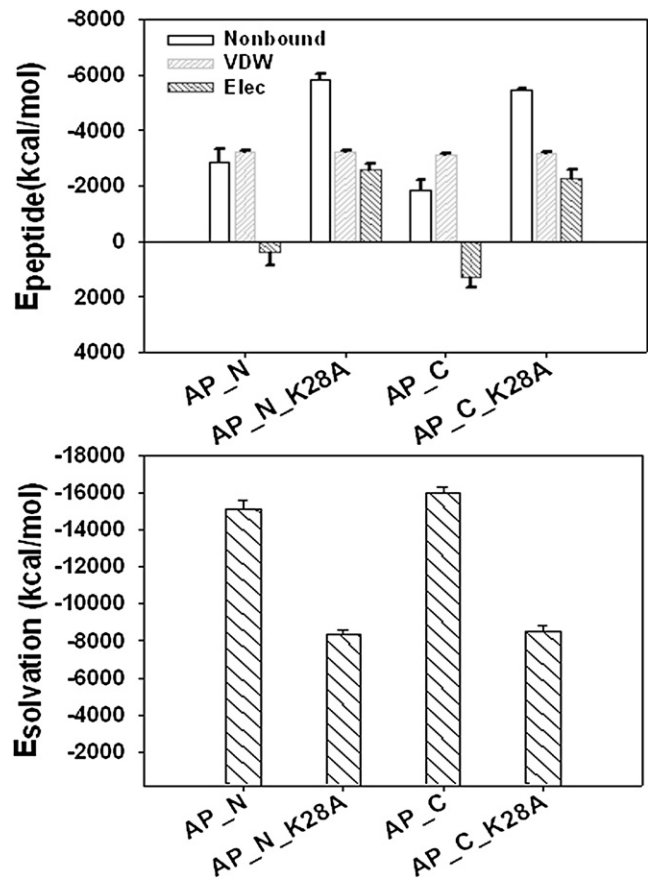 -8000
-6000
-4000
-2000
0
2000
4000
Epeptide(kcal/mol)
Nonbound
VDW
Elec
AP_N
AP_N_K28A
AP_C
AP_C_K28A
-18000
-16000
-14000
-12000
-10000
-8000
-6000
-4000
-2000
Esolvation (kcal/mol)
AP_N
AP_N_K28A
AP_C
AP_C_K28A